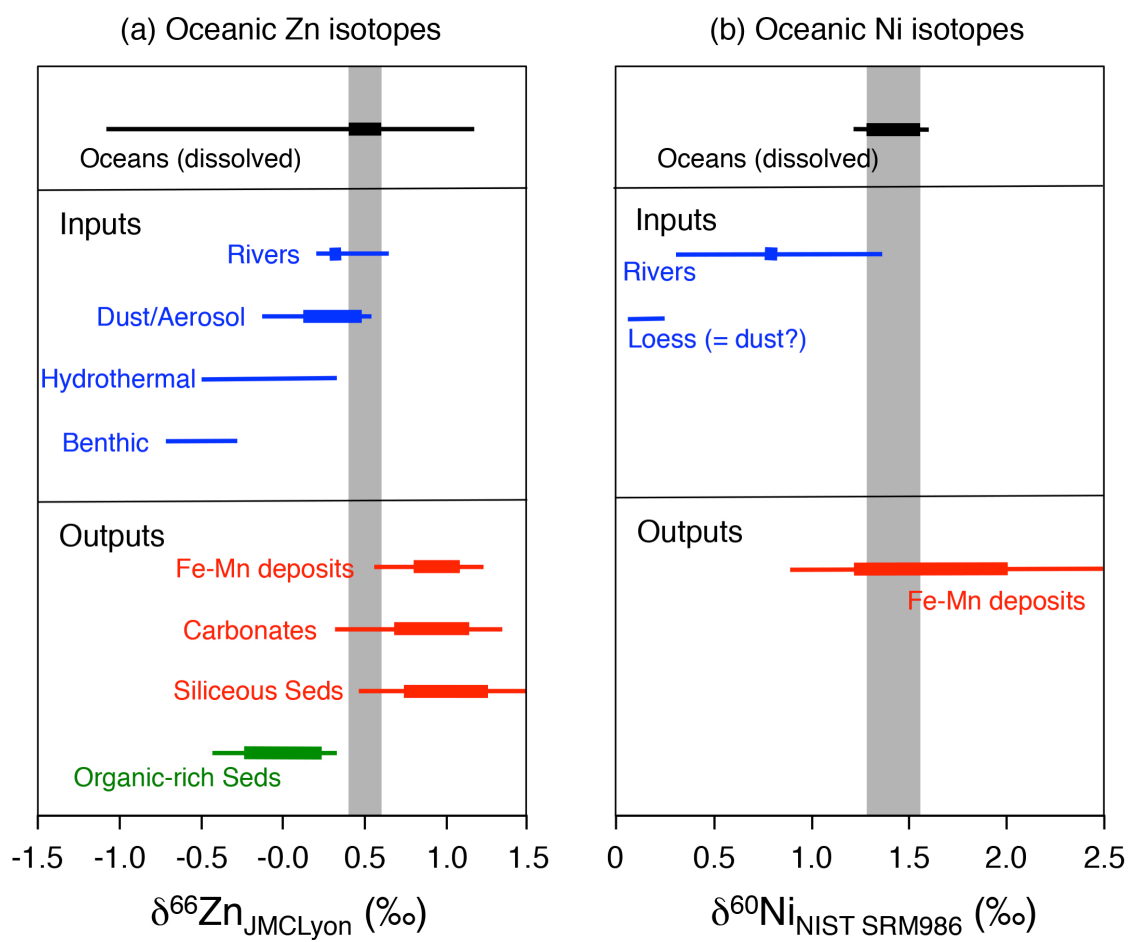 (a) Oceanic Zn isotopes
Oceans (dissolved)
Inputs
Rivers
Dust/Aerosol
Hydrothermal
Benthic
Outputs
Fe-Mn deposits
Carbonates
Siliceous Seds
Organic-rich Seds
-1.5 -1.0 -0.5 -0.0 0.5 1.0 1.5
δ66ZnJMCLyon (‰)
(b) Oceanic Ni isotopes
Oceans (dissolved)
Inputs
Rivers
Loess (= dust?)
Outputs
Fe-Mn deposits
0 0.5 1.0 1.5 2.0 2.5
δ60NiNIST SRM986 (‰)